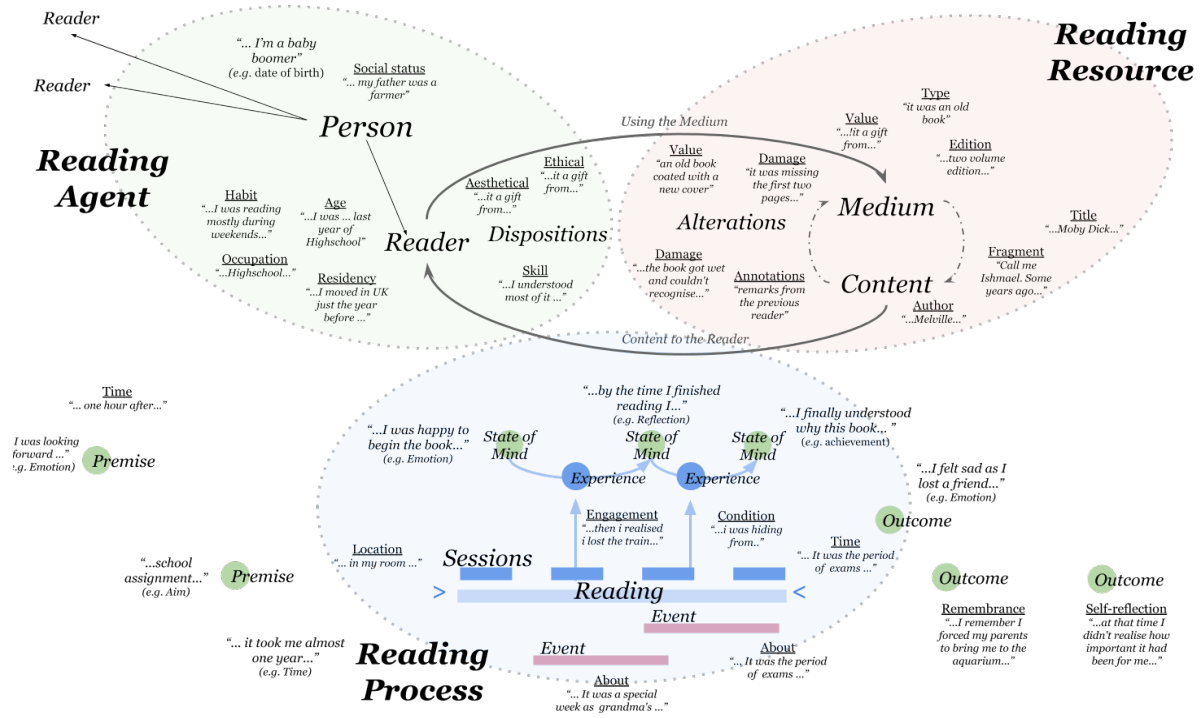 Reader
Reader
"... I'm a baby
boomer"
(e.g. date of birth)
Social status
"... my father was a
farmer"
Person
Reading
Agent
Habit
"...I was reading
mostly during
weekends..."
Age
"...I was ... last
year of
Highschool"
Occupation
"...Highschool..."
Residency
"...I moved in UK
just the year
before ..."
Reader
Aesthetical
"...it a gift
from..."
Ethical
"...it a gift
from..."
Dispositions
Skill
"...I understood
most of it ..."
Using the Medium
Content to the Reader
Reading
Resource
Type
"it was an old
book"
Value
"...!it a gift
from..."
Edition
"...two volume
edition..."
Value
"an old book
coated with a
new cover"
Damage
"it was missing
the first two
pages..."
Alterations
Damage
"...the book got wet
and couldn't
recognise..."
Annotations
"remarks from
the previous
reader"
Medium
Content
Title
"...Moby Dick..."
Fragment
"Call me
Ishmael. Some
years ago..."
Author
"...Melville..."
Time
"... one hour after..."
I was looking
forward ..."
e.g. Emotion)
Premise
"...school
assignment..."
(e.g. Aim)
Premise
"... it took me almost
one year..."
(e.g. Time)
"...I was happy to
begin the book..."
(e.g. Emotion)
State of
Mind
"...by the time I finished
reading I..."
(e.g. Reflection)
State of
Mind
State of
Mind
"...I finally understood
why this book... "
(e.g. achievement)
Experience
Experience
Engagement
"...then i realised
i lost the train..."
Condition
"...i was hiding
from.."
Location
"... in my room ..."
Sessions
Time
"... It was the period
of exams ..."
> Reading <
Event
Event
About
"... It was the period
of exams ..."
About
"... It was a special
week as grandma's ..."
Reading
Process
"...I felt sad as I
lost a friend..."
(e.g. Emotion)
Outcome
Outcome
Remembrance
"...I remember I
forced my parents
to bring me to the
aquarium..."
Outcome
Self-reflection
"...at that time I
didn't realise how
important it had
been for me..."